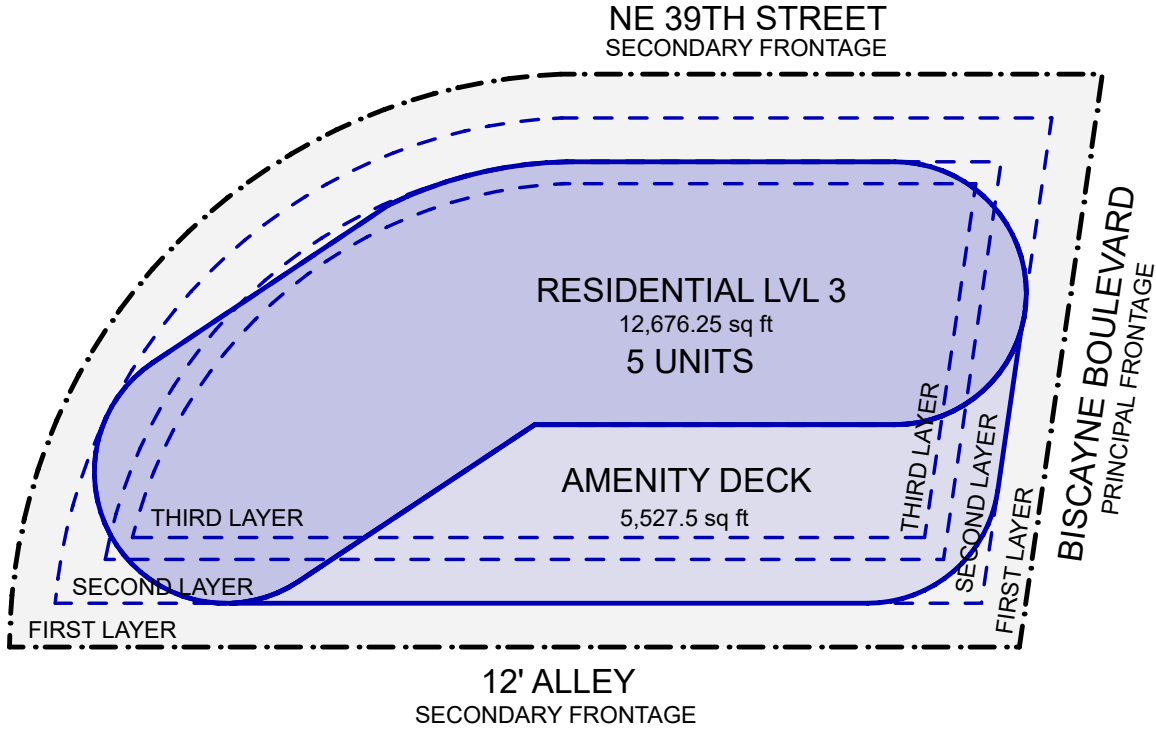 NE 39TH STREET
SECONDARY FRONTAGE
RESIDENTIAL LVL 3
12,676.25 sq ft
5 UNITS
AMENITY DECK
5,527.5 sq ft
THIRD LAYER
SECOND LAYER
FIRST LAYER
THIRD LAYER
SECOND LAYER
FIRST LAYER
BISCAYNE BOULEVARD
PRINCIPAL FRONTAGE
12' ALLEY
SECONDARY FRONTAGE